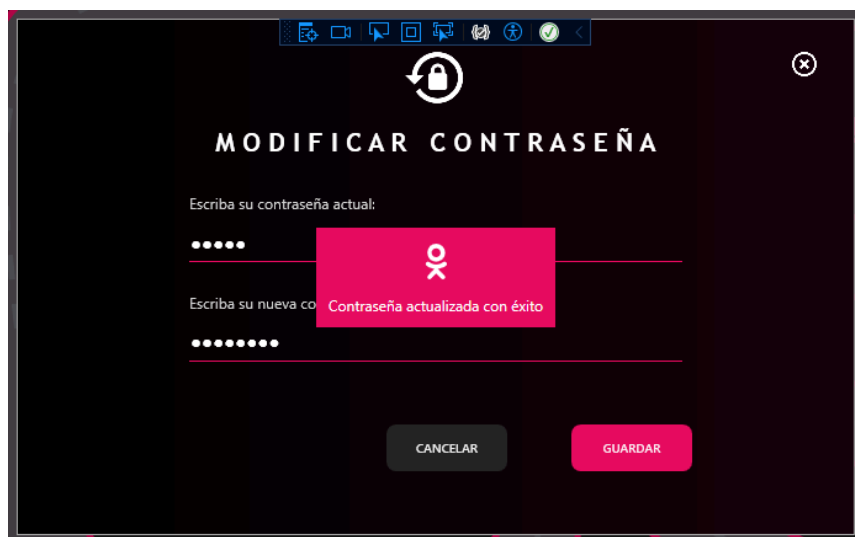 MODIFICAR CONTRASEÑA
Escriba su contraseña actual:
Contraseña actualizada con éxito
Escriba su nueva co
CANCELAR
GUARDAR